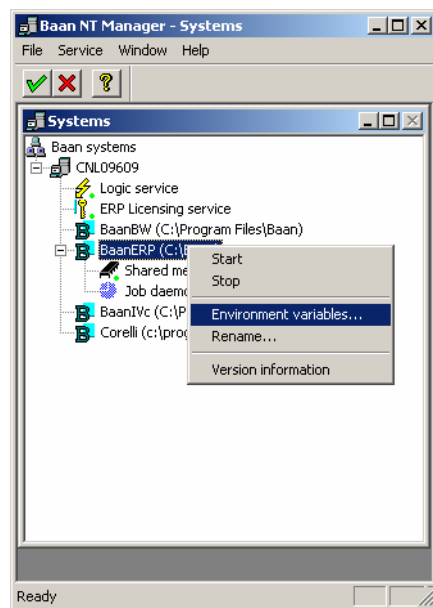 Baan NT Manager - Systems
File Service Window Help
Systems
Baan systems
CNL09609
Logic service
ERP Licensing service
BaanBW (C:\Program Files\Baan)
BaanERP (C:\
Start
Shared me
Stop
Job daem
BaanIVc (C:\P
Environment variables...
Corelli (c:\prog
Rename...
Version information
Ready